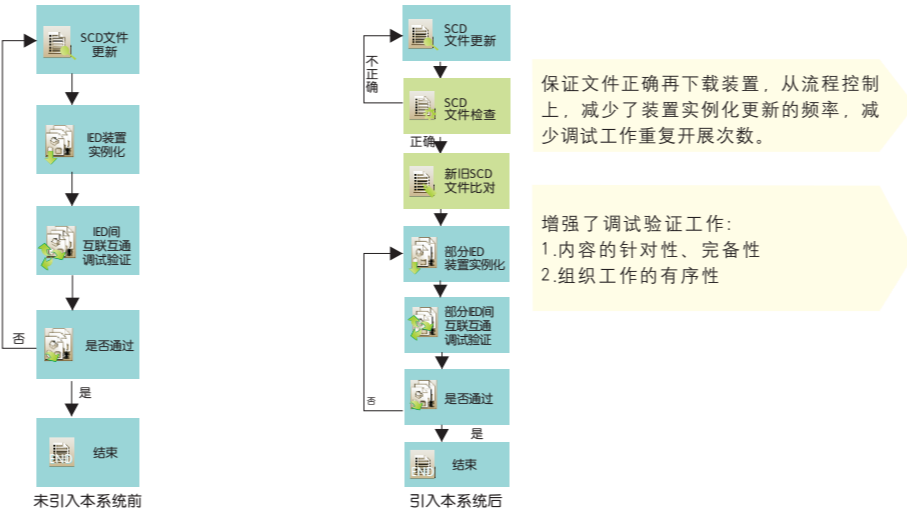 SCD文件
更新
IED装置
实例化
IED间
互联互通
调试验证
否
是否通过
是
结束
未引入本系统前
SCD
文件更新
不正确
SCD
文件检查
正确
新旧SCD
文件比对
部分IED
装置实例化
部分IED间
互联互通
调试验证
否
是否通过
是
结束
引入本系统后
保证文件正确再下载装置，从流程控制
上，减少了装置实例化更新的频率，减
少调试工作重复开展次数。
增强了调试验证工作:
1.内容的针对性、完备性
2.组织工作的有序性